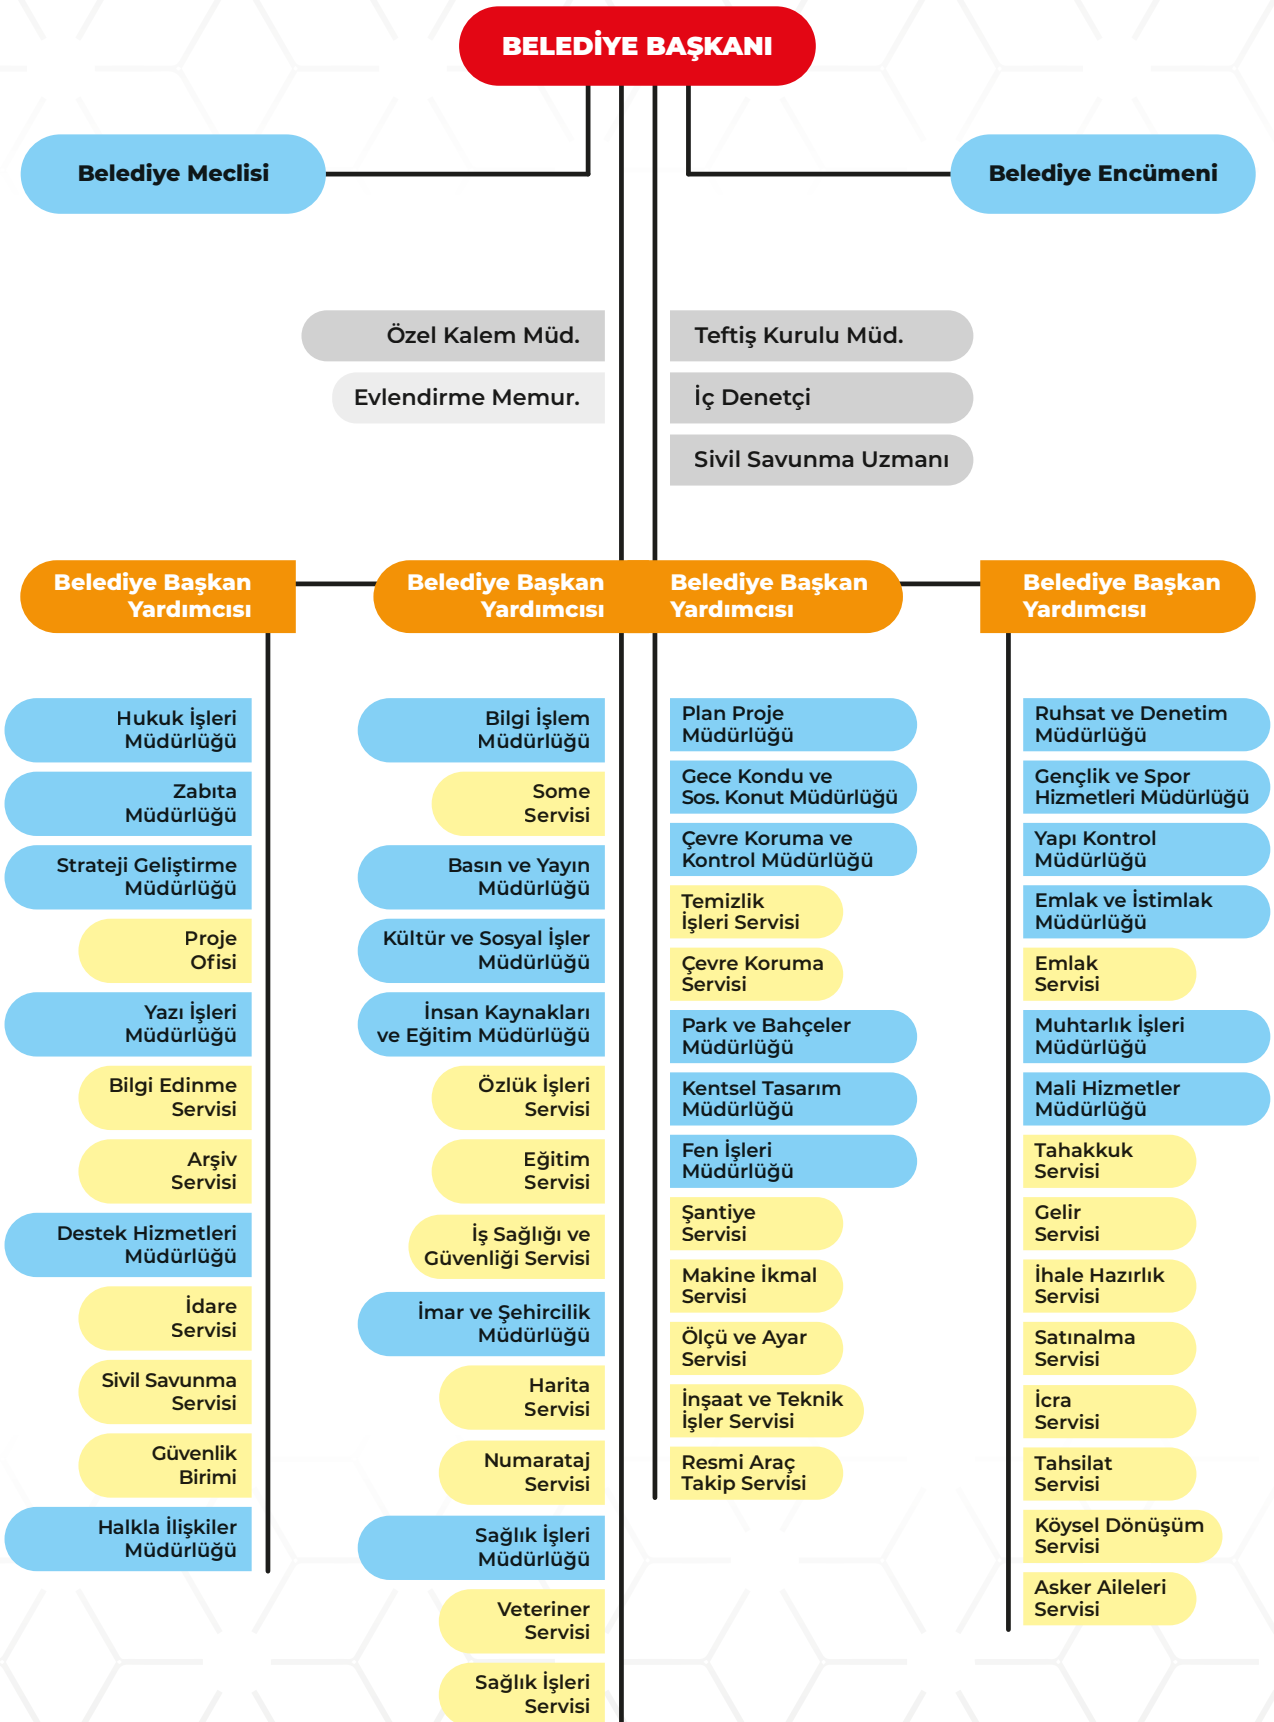 BELEDİYE BAŞKANI
Belediye Meclisi
Belediye Encümeni
Özel Kalem Müd.
Evlendirme Memur.
Teftiş Kurulu Müd.
İç Denetçi
Sivil Savunma Uzmanı
Belediye Başkan
Yardımcısı
Hukuk İşleri
Müdürlüğü
Zabıta
Müdürlüğü
Strateji Geliştirme
Müdürlüğü
Proje
Ofisi
Yazı İşleri
Müdürlüğü
Bilgi Edinme
Servisi
Arşiv
Servisi
Destek Hizmetleri
Müdürlüğü
İdare
Servisi
Sivil Savunma
Servisi
Güvenlik
Birimi
Halkla İlişkiler
Müdürlüğü
Belediye Başkan
Yardımcısı
Bilgi İşlem
Müdürlüğü
Some
Servisi
Basın ve Yayın
Müdürlüğü
Kültür ve Sosyal İşler
Müdürlüğü
İnsan Kaynakları
ve Eğitim Müdürlüğü
Özlük İşleri
Servisi
Eğitim
Servisi
İş Sağlığı ve
Güvenliği Servisi
İmar ve Şehircilik
Müdürlüğü
Harita
Servisi
Numarataj
Servisi
Sağlık İşleri
Müdürlüğü
Veteriner
Servisi
Sağlık İşleri
Servisi
Belediye Başkan
Yardımcısı
Plan Proje
Müdürlüğü
Gece Kondu ve
Sos. Konut Müdürlüğü
Çevre Koruma ve
Kontrol Müdürlüğü
Temizlik
İşleri Servisi
Çevre Koruma
Servisi
Park ve Bahçeler
Müdürlüğü
Kentsel Tasarım
Müdürlüğü
Fen İşleri
Müdürlüğü
Şantiye
Servisi
Makine İkmal
Servisi
Ölçü ve Ayar
Servisi
İnşaat ve Teknik
İşler Servisi
Resmi Araç
Takip Servisi
Belediye Başkan
Yardımcısı
Ruhsat ve Denetim
Müdürlüğü
Gençlik ve Spor
Hizmetleri Müdürlüğü
Yapı Kontrol
Müdürlüğü
Emlak ve İstimlak
Müdürlüğü
Emlak
Servisi
Muhtarlık İşleri
Müdürlüğü
Mali Hizmetler
Müdürlüğü
Tahakkuk
Servisi
Gelir
Servisi
İhale Hazırlık
Servisi
Satınalma
Servisi
İcra
Servisi
Tahsilat
Servisi
Köysel Dönüşüm
Servisi
Asker Aileleri
Servisi